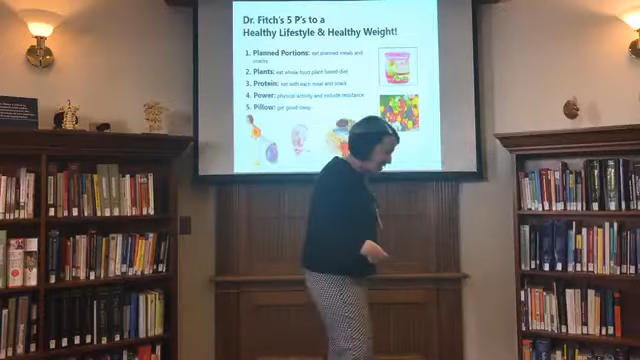 Dr. Fitch's 5 P's to a
Healthy Lifestyle & Healthy Weight!
1. Planned Portions: eat planned meals and
snacks
2. Plants: eat whole food plant based diet
3. Protein: eat with each meal and snack
4. Power: physical activity and include resistance
5. Pillow: get good sleep